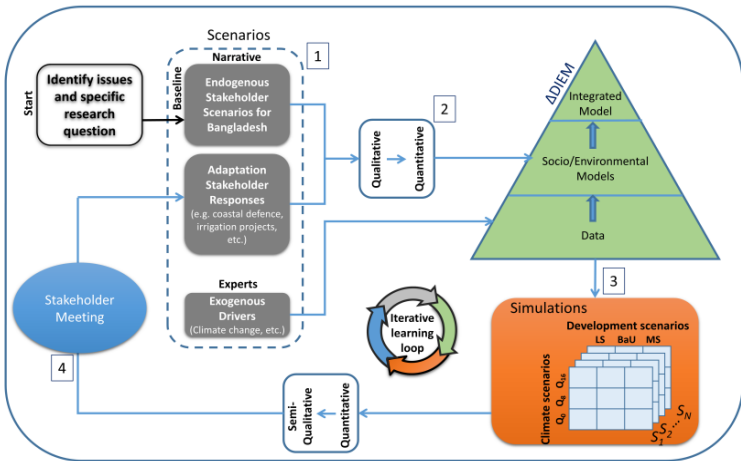 Scenarios
1
Narrative
Start
Identify issues
and specific
research
question
Baseline
Endogenous
Stakeholder
Scenarios for
Bangladesh
Adaptation
Stakeholder
Responses
(e.g. coastal defence,
irrigation projects,
etc.)
Experts
Exogenous
Drivers
(Climate change, etc.)
2
Qualitative
Quantitative
ΔDIEM
Integrated
Model
Socio/Environmental
Models
Data
3
Simulations
Development scenarios
LS BaU MS
Climate scenarios
Q16
Q8
Q0
S1 S2 ... SN
Iterative
learning
loop
Semi-
Qualitative
Quantitative
4
Stakeholder
Meeting